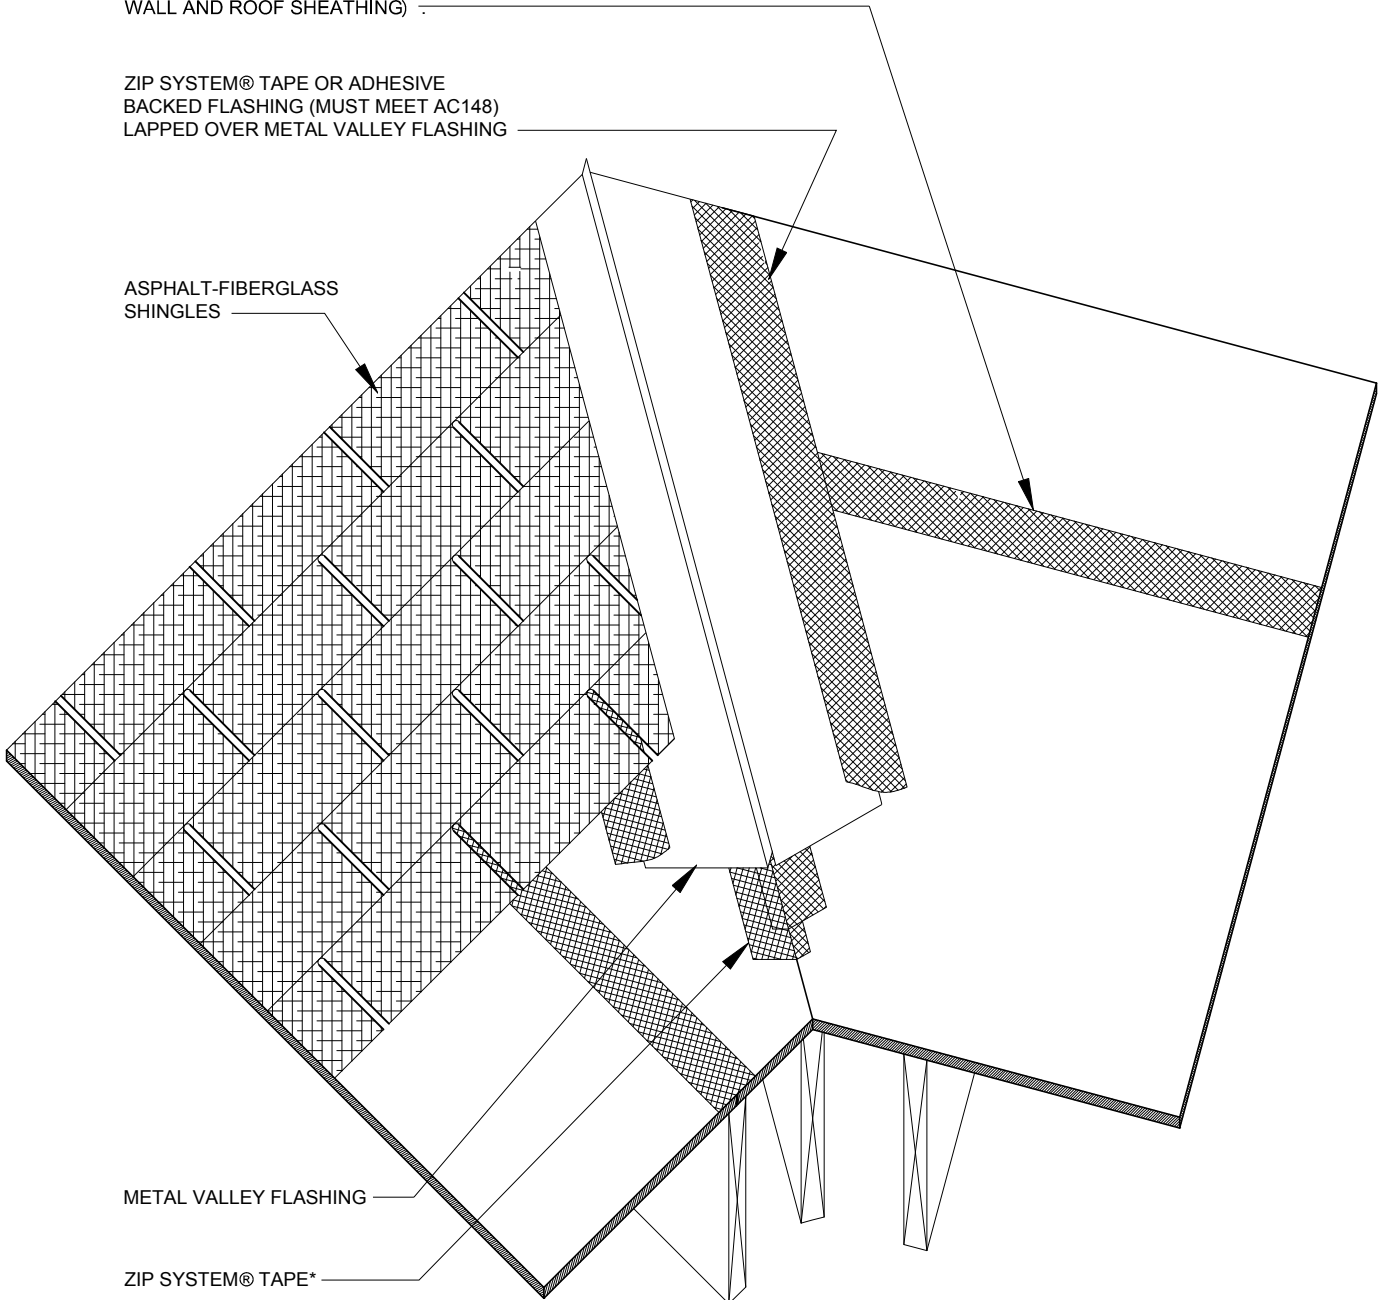 WALL AND ROOF SHEATHING) .
ZIP SYSTEM® TAPE OR ADHESIVE
BACKED FLASHING (MUST MEET AC148)
LAPPED OVER METAL VALLEY FLASHING
ASPHALT-FIBERGLASS
SHINGLES
METAL VALLEY FLASHING
ZIP SYSTEM® TAPE*